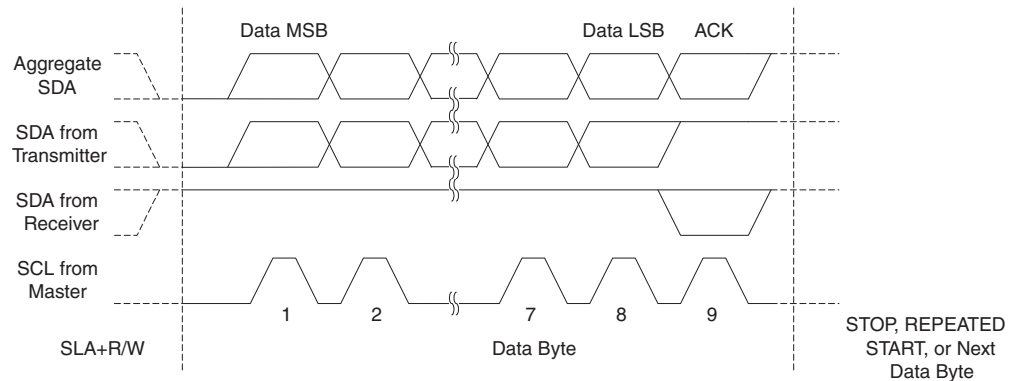 Data MSB
Data LSB
ACK
Aggregate
SDA
SDA from
Transmitter
SDA from
Receiver
SCL from
Master
1
2
7
8
9
SLA+R/W
Data Byte
STOP, REPEATED
START, or Next
Data Byte